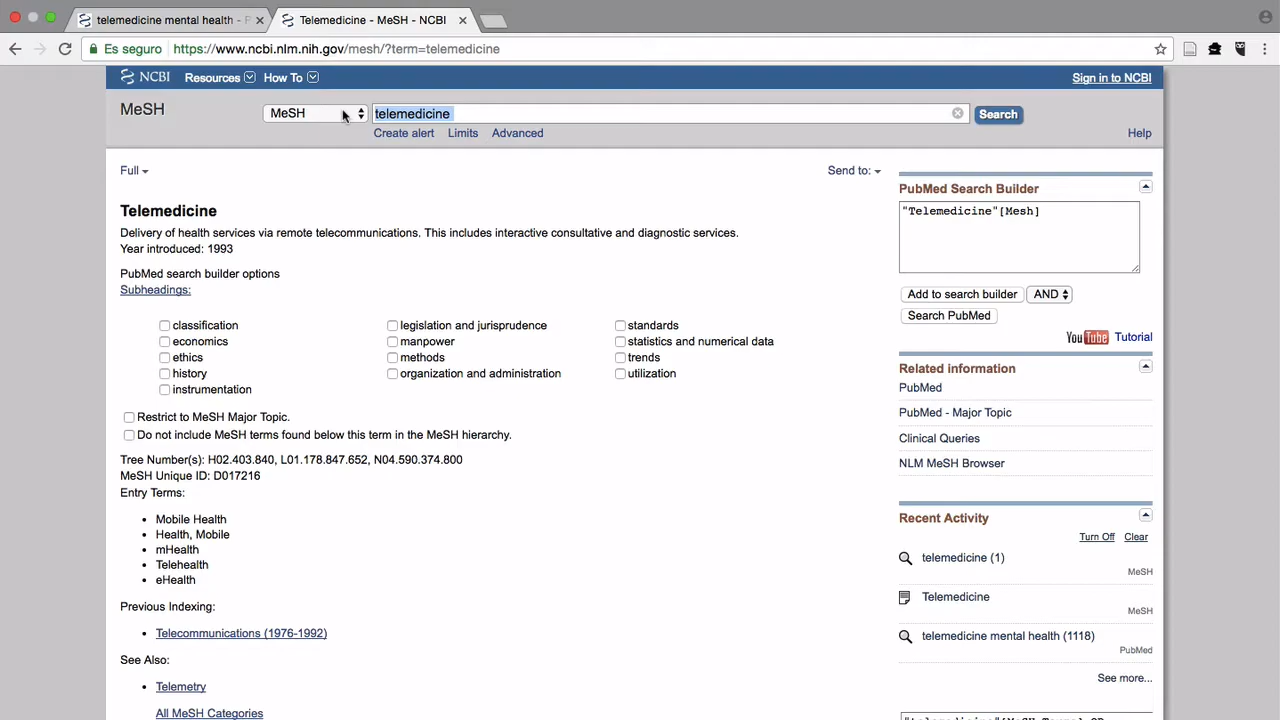 telemedicine mental health - P
Telemedicine - MeSH - NCBI
Es seguro https://www.ncbi.nlm.nih.gov/mesh/?term=telemedicine
NCBI Resources How To Sign in to NCBI
MeSH
MeSH telemedicine Search
Create alert Limits Advanced Help
Full Send to:
Telemedicine
Delivery of health services via remote telecommunications. This includes interactive consultative and diagnostic services.
Year introduced: 1993
PubMed search builder options
Subheadings:
classification legislation and jurisprudence standards
economics manpower statistics and numerical data
ethics methods trends
history organization and administration utilization
instrumentation
Restrict to MeSH Major Topic.
Do not include MeSH terms found below this term in the MeSH hierarchy.
Tree Number(s): H02.403.840, L01.178.847.652, N04.590.374.800
MeSH Unique ID: D017216
Entry Terms:
Mobile Health
Health, Mobile
mHealth
Telehealth
eHealth
Previous Indexing:
Telecommunications (1976-1992)
See Also:
Telemetry
All MeSH Categories
PubMed Search Builder
"Telemedicine"[Mesh]
Add to search builder AND
Search PubMed
YouTube Tutorial
Related information
PubMed
PubMed - Major Topic
Clinical Queries
NLM MeSH Browser
Recent Activity
Turn Off Clear
telemedicine (1)
MeSH
Telemedicine
MeSH
telemedicine mental health (1118)
PubMed
See more...